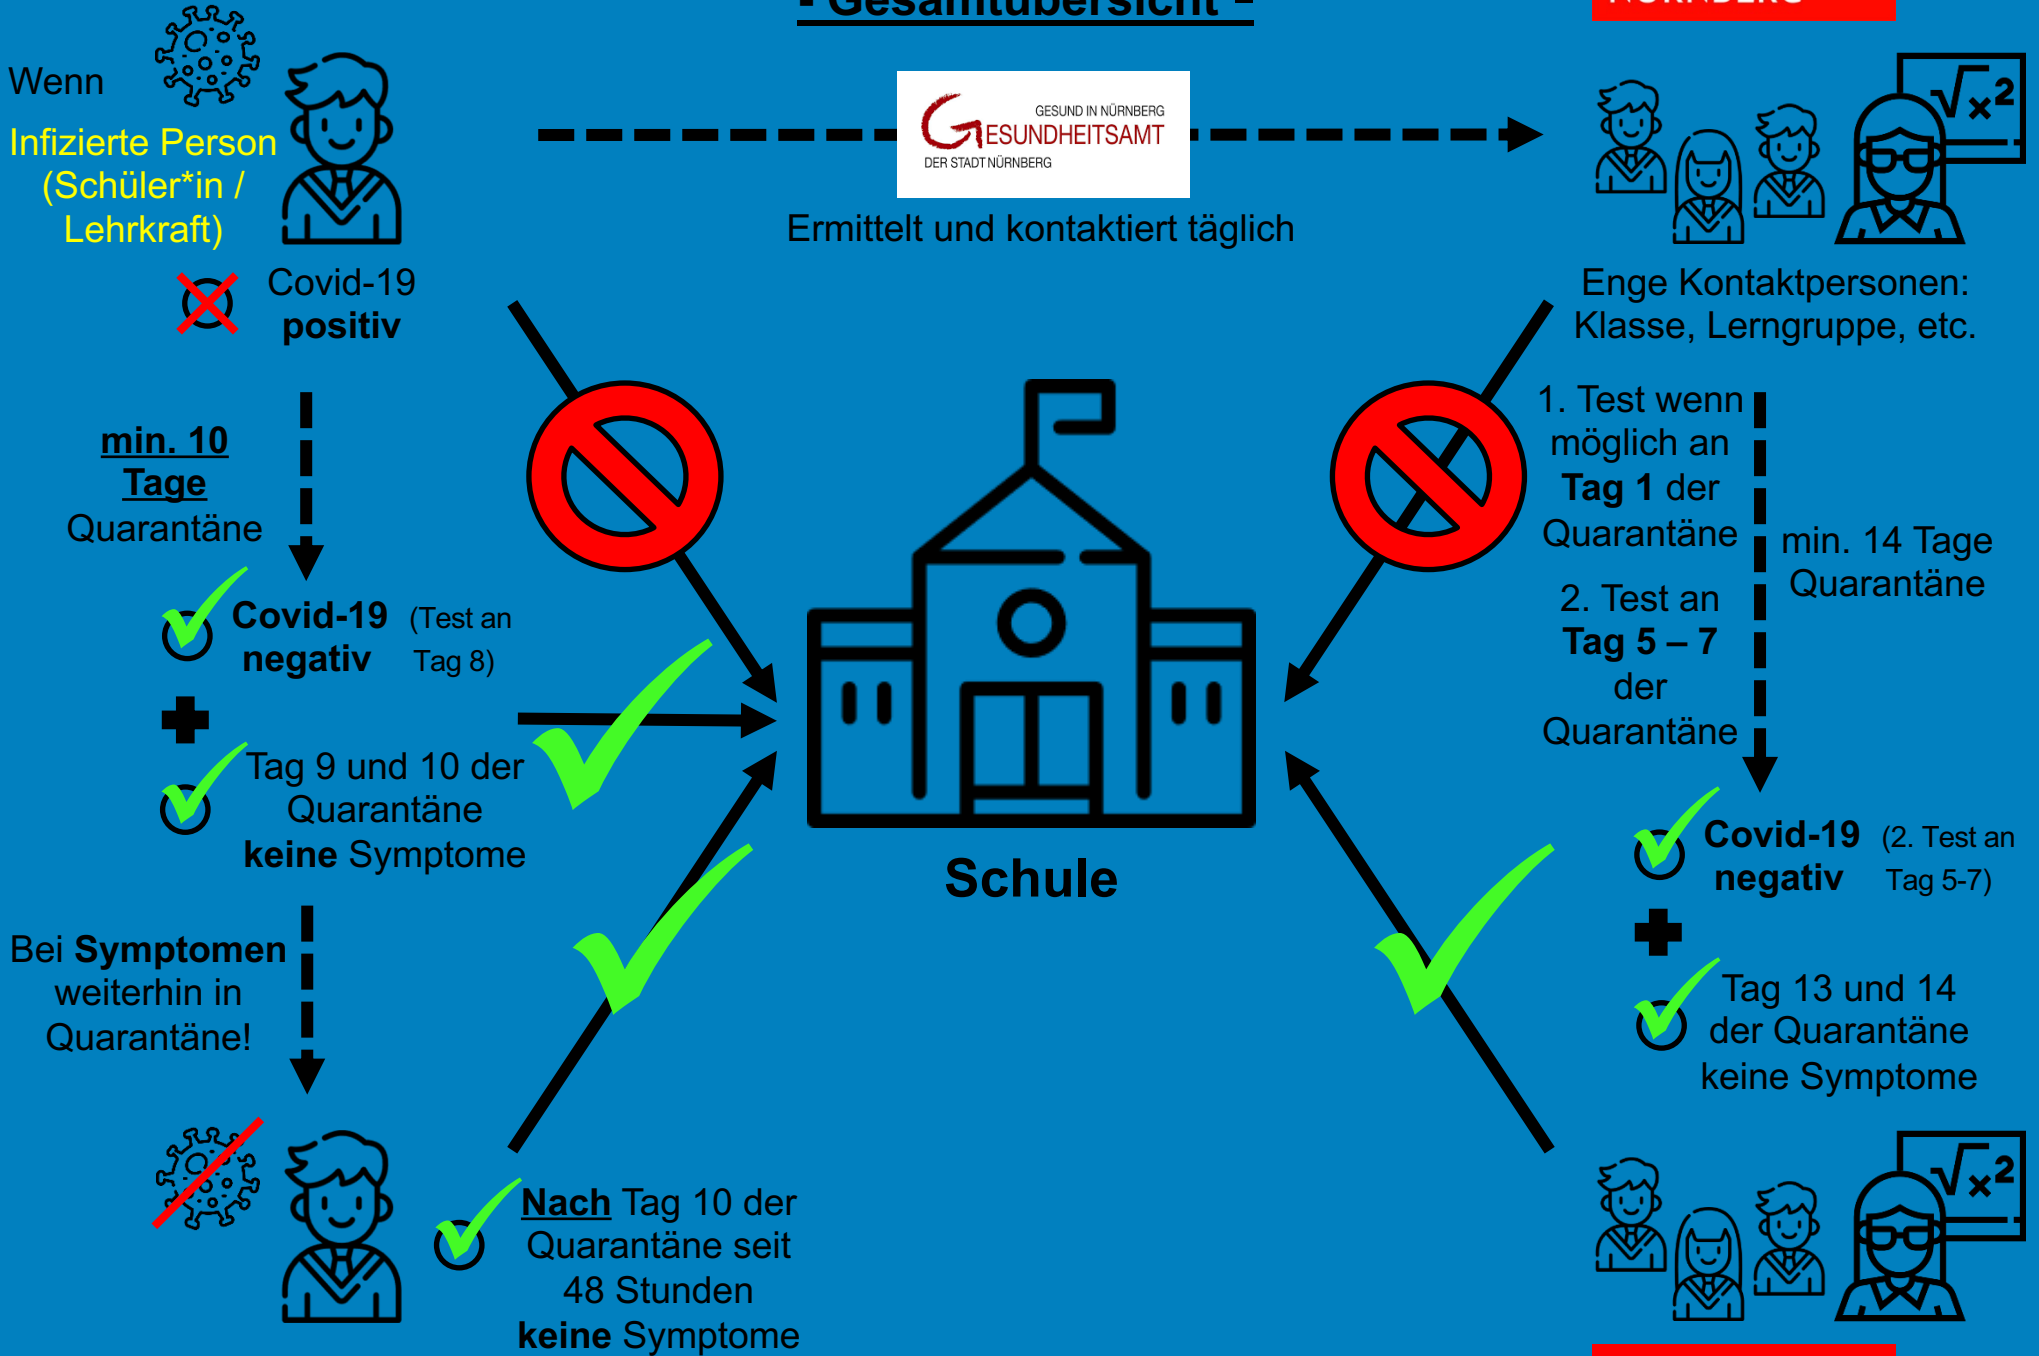 - Gesamtübersicht -
NÜRNBERG
Wenn
Infizierte Person
(Schüler*in /
Lehrkraft)
Covid-19
positiv
GESUND IN NÜRNBERG
GESUNDHEITSAMT
DER STADT NÜRNBERG
Ermittelt und kontaktiert täglich
√x²
Enge Kontaktpersonen:
Klasse, Lerngruppe, etc.
min. 10
Tage
Quarantäne
Covid-19 (Test an
negativ Tag 8)
Tag 9 und 10 der
Quarantäne
keine Symptome
Bei Symptomen
weiterhin in
Quarantäne!
Nach Tag 10 der
Quarantäne seit
48 Stunden
keine Symptome
Schule
1. Test wenn
möglich an
Tag 1 der
Quarantäne
2. Test an
Tag 5 – 7
der
Quarantäne
min. 14 Tage
Quarantäne
Covid-19 (2. Test an
negativ Tag 5-7)
Tag 13 und 14
der Quarantäne
keine Symptome
√x²